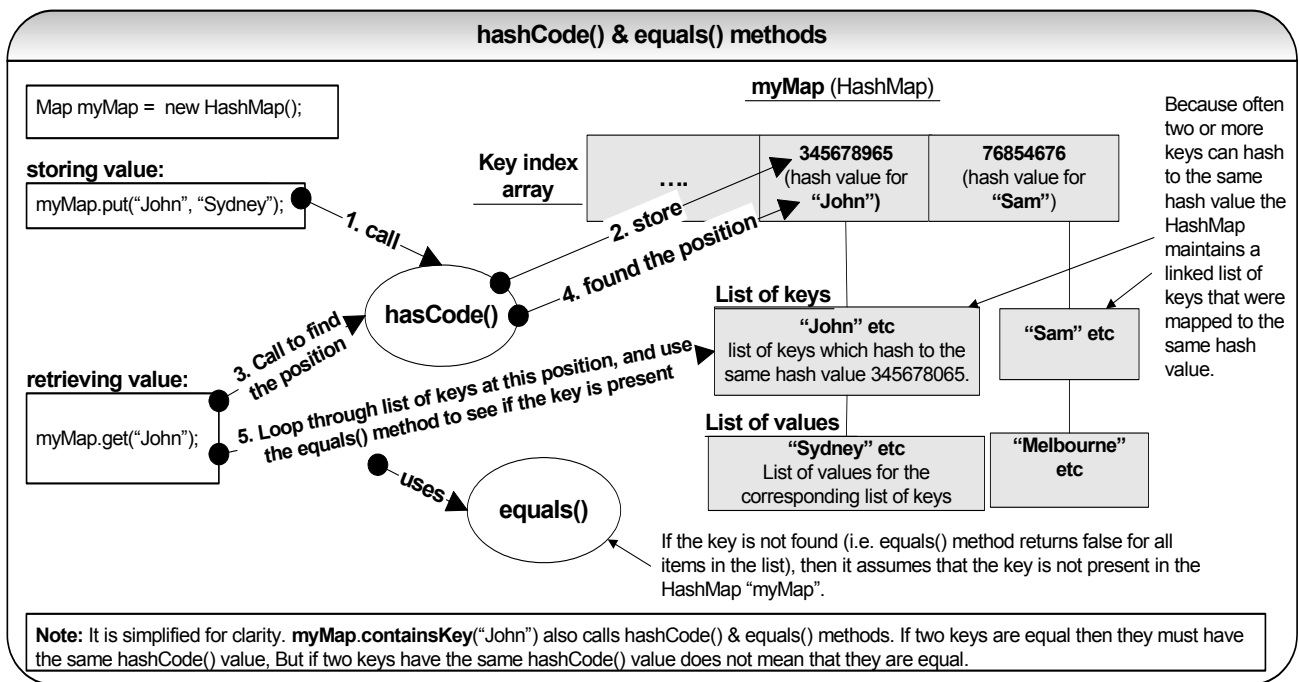 hashCode() & equals() methods
Map myMap = new HashMap();
storing value:
myMap.put(“John”, “Sydney”);
1. call
hasCode()
2. store
4. found the position
3. Call to find
the position
retrieving value:
myMap.get(“John”);
5. Loop through list of keys at this position, and use
the equals() method to see if the key is present
uses
equals()
myMap (HashMap)
Key index
array
....
345678965
(hash value for
“John”)
76854676
(hash value for
“Sam”)
List of keys
“John” etc
list of keys which hash to the
same hash value 345678065.
“Sam” etc
List of values
“Sydney” etc
List of values for the
corresponding list of keys
“Melbourne”
etc
Because often
two or more
keys can hash
to the same
hash value the
HashMap
maintains a
linked list of
keys that were
mapped to the
same hash
value.
If the key is not found (i.e. equals() method returns false for all
items in the list), then it assumes that the key is not present in the
HashMap “myMap”.
Note: It is simplified for clarity. myMap.containsKey(“John”) also calls hashCode() & equals() methods. If two keys are equal then they must have
the same hashCode() value, But if two keys have the same hashCode() value does not mean that they are equal.